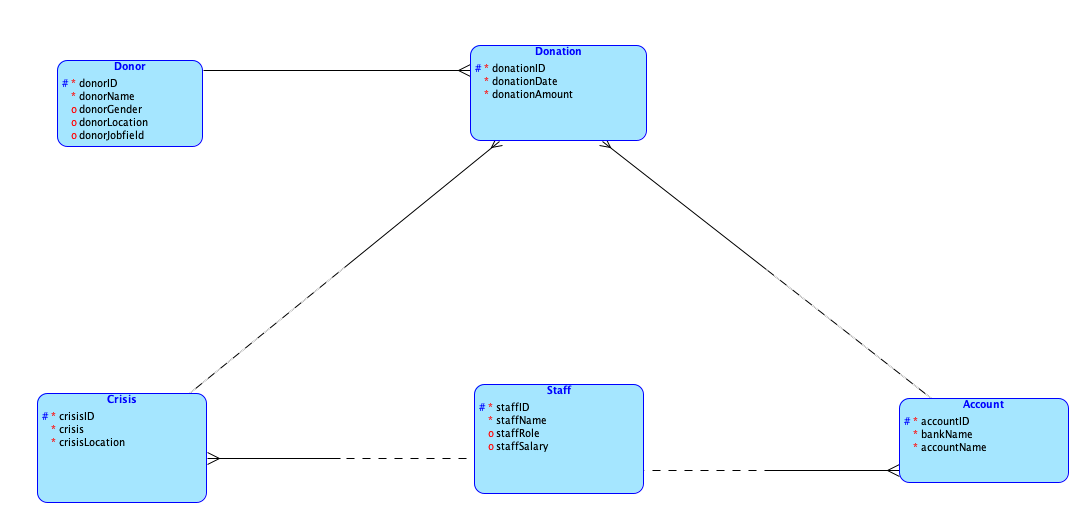 Donor
# * donorID
* donorName
o donorGender
o donorLocation
o donorJobfield
Donation
# * donationID
* donationDate
* donationAmount
Crisis
# * crisisID
* crisis
* crisisLocation
Staff
# * staffID
* staffName
o staffRole
o staffSalary
Account
# * accountID
* bankName
* accountName